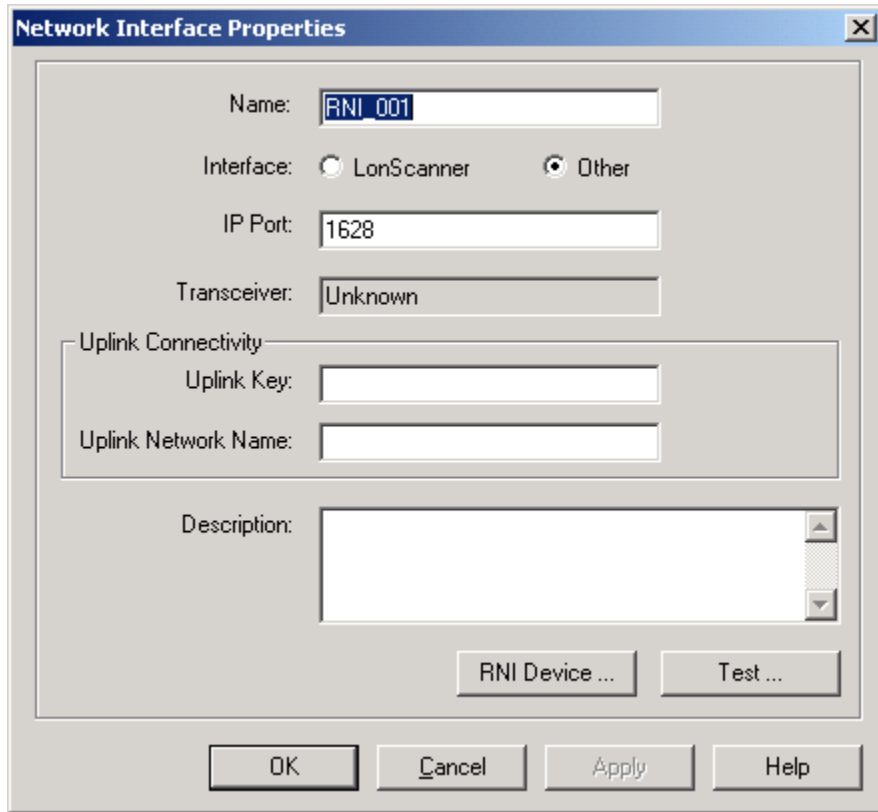 Network Interface Properties
Name: RNI_001
Interface: LonScanner Other
IP Port: 1628
Transceiver: Unknown
Uplink Connectivity
Uplink Key:
Uplink Network Name:
Description:
RNI Device ... Test ...
OK Cancel Apply Help